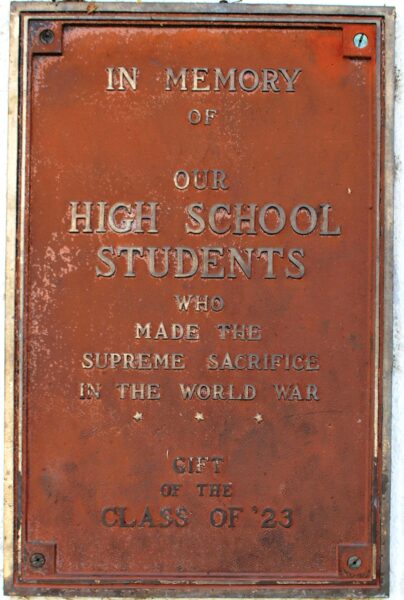 IN MEMORY
OF
OUR
HIGH SCHOOL
STUDENTS
WHO
MADE THE
SUPREME SACRIFICE
IN THE WORLD WAR
GIFT
OF THE
CLASS OF '23